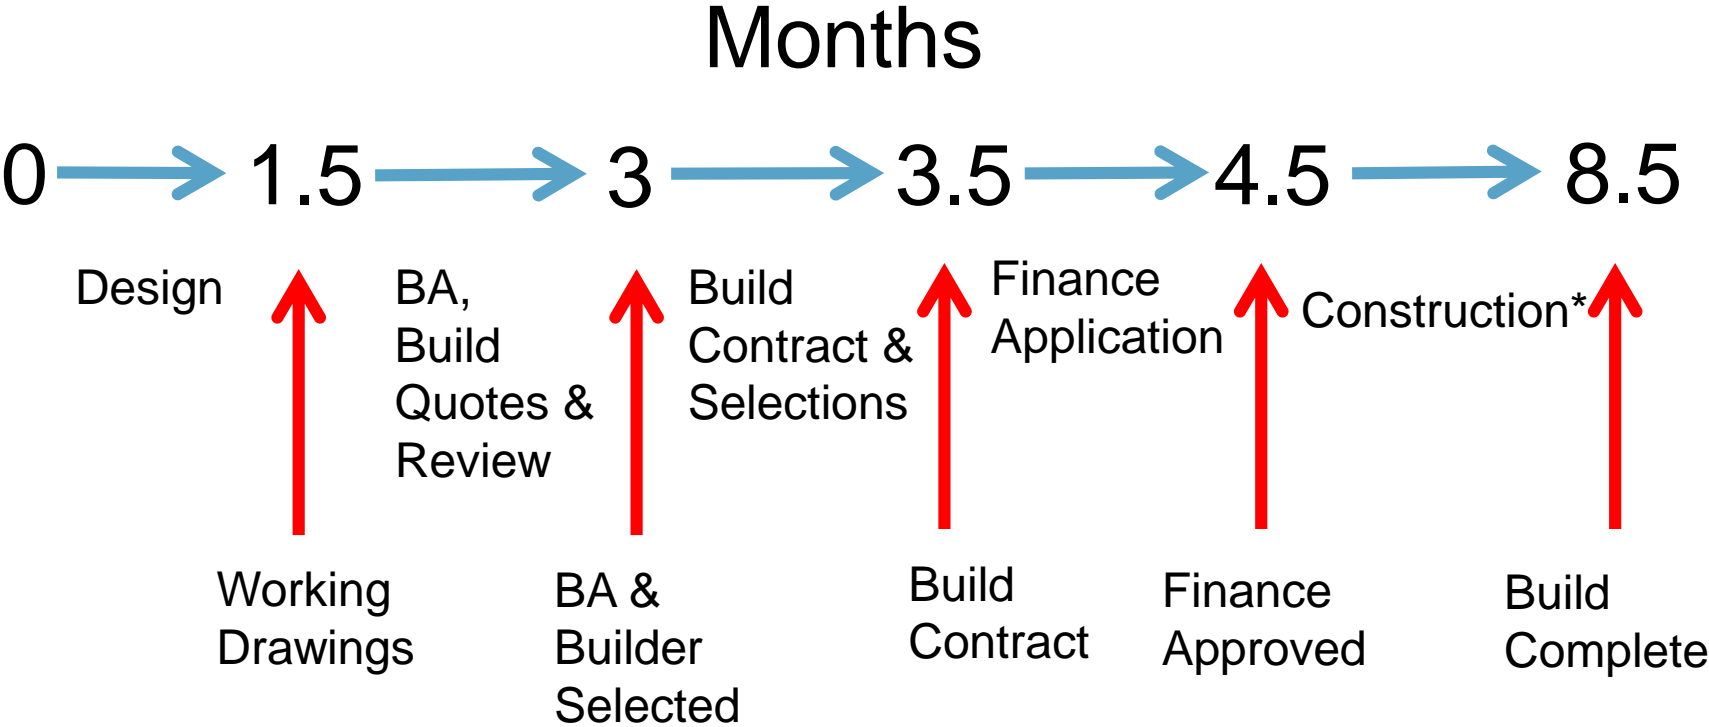 Months
0 1.5 3 3.5 4.5 8.5
Design
BA,
Build
Quotes &
Review
Build
Contract &
Selections
Finance
Application
Construction*
Working
Drawings
BA &
Builder
Selected
Build
Contract
Finance
Approved
Build
Complete